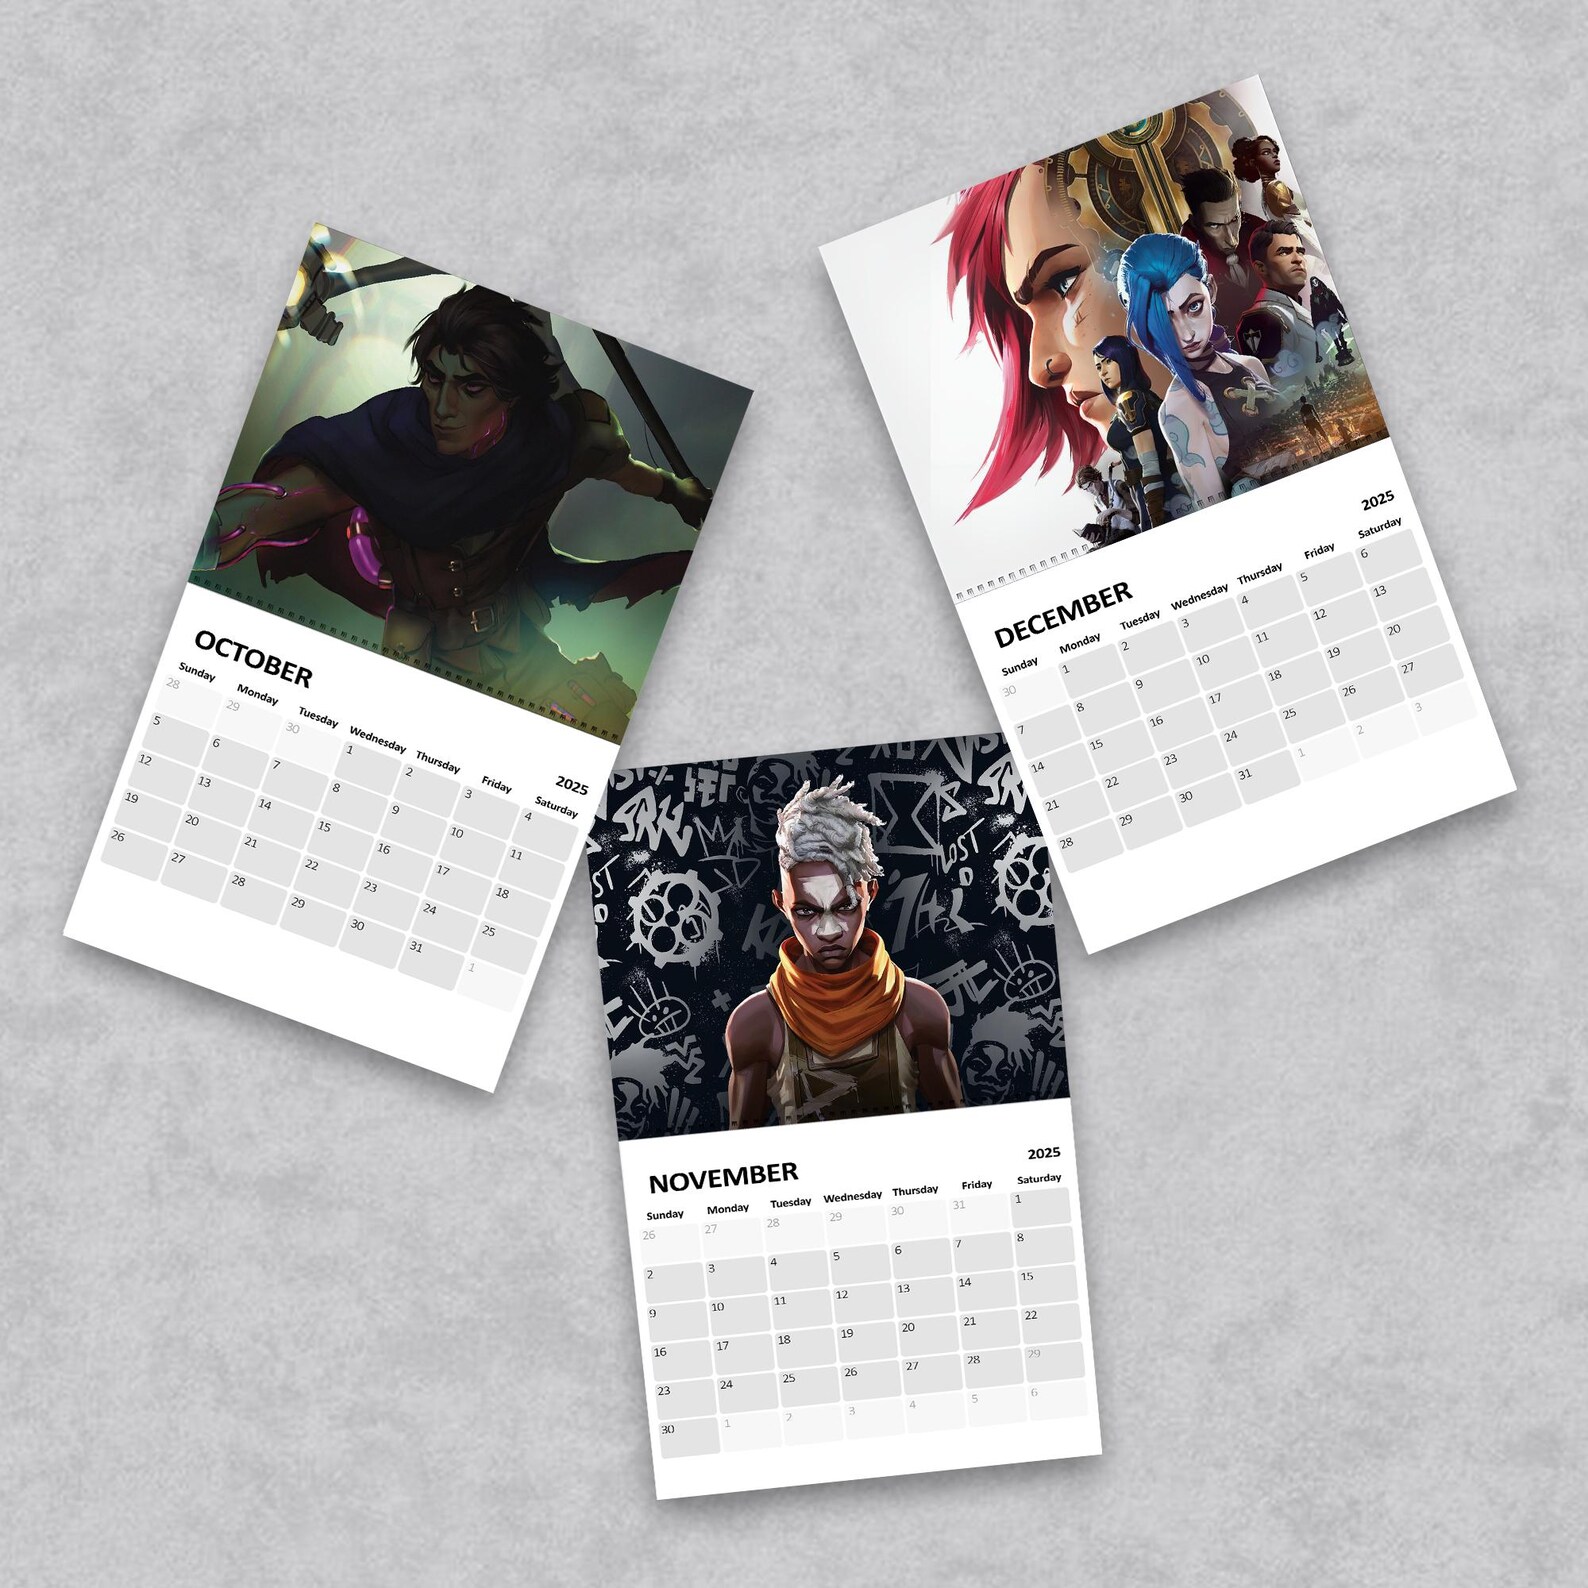 OCTOBER
2025
Sunday Monday Tuesday Wednesday Thursday Friday Saturday
28 29 30 1 2 3 4
5 6 7 8 9 10 11
12 13 14 15 16 17 18
19 20 21 22 23 24 25
26 27 28 29 30 31 1
DECEMBER
2025
Sunday Monday Tuesday Wednesday Thursday Friday Saturday
30 1 2 3 4 5 6
7 8 9 10 11 12 13
14 15 16 17 18 19 20
21 22 23 24 25 26 27
28 29 30 31 1 2 3
LOST
NOVEMBER
2025
Sunday Monday Tuesday Wednesday Thursday Friday Saturday
26 27 28 29 30 31 1
2 3 4 5 6 7 8
9 10 11 12 13 14 15
16 17 18 19 20 21 22
23 24 25 26 27 28 29
30 1 2 3 4 5 6